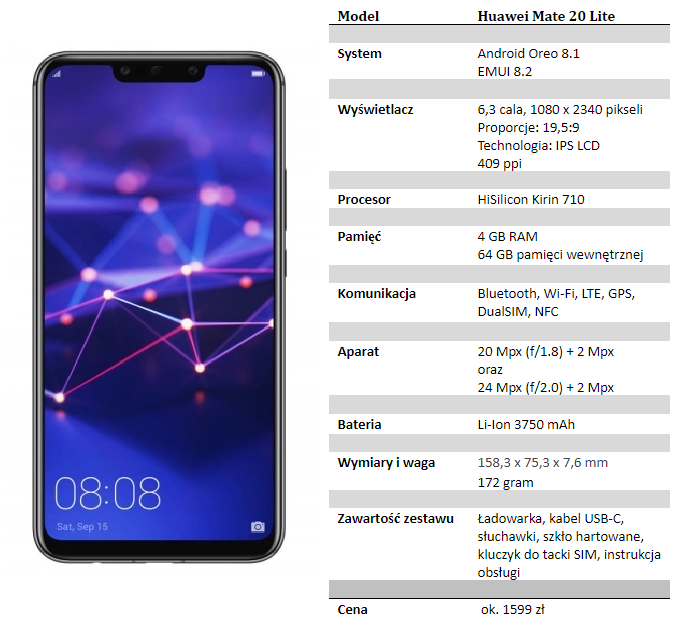 08:08
Sat, Sep 15
Model Huawei Mate 20 Lite
System Android Oreo 8.1
EMUI 8.2
Wyświetlacz 6,3 cala, 1080 x 2340 pikseli
Proporcje: 19,5:9
Technologia: IPS LCD
409 ppi
Procesor HiSilicon Kirin 710
Pamięć 4 GB RAM
64 GB pamięci wewnętrznej
Komunikacja Bluetooth, Wi-Fi, LTE, GPS,
DualSIM, NFC
Aparat 20 Mpx (f/1.8) + 2 Mpx
oraz
24 Mpx (f/2.0) + 2 Mpx
Bateria Li-Ion 3750 mAh
Wymiary i waga 158,3 x 75,3 x 7,6 mm
172 gram
Zawartość zestawu Ładowarka, kabel USB-C,
słuchawki, szkło hartowane,
kluczyk do tacki SIM, instrukcja
obsługi
Cena ok. 1599 zł